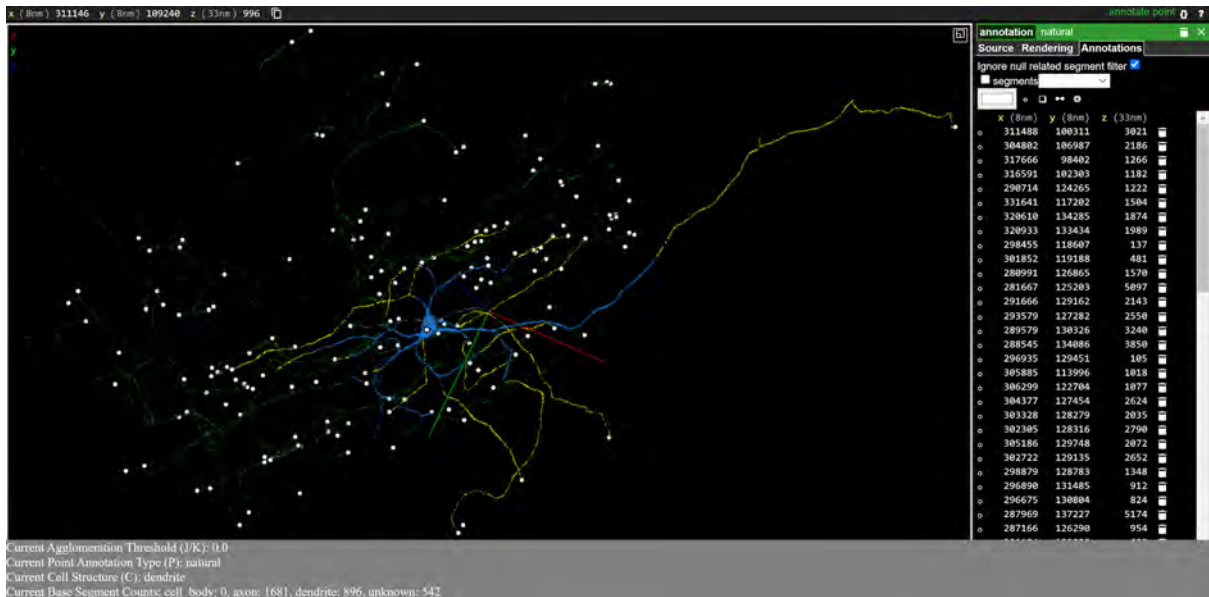 x (8nm) 311146 y (8nm) 109240 z (33nm) 996
annotate point {} ?
annotation natural
Source Rendering Annotations
Ignore null related segment filter
segments
x (8nm) y (8nm) z (33nm)
311488 100311 3021
304802 106987 2186
317666 98402 1266
316591 102303 1182
290714 124265 1222
331641 117202 1504
320610 134285 1874
320933 133434 1989
298455 118607 137
301852 119188 481
280991 126865 1570
281667 125203 5097
291666 129162 2143
293579 127282 2550
289579 130326 3240
288545 134086 3850
296935 129451 105
305885 113996 1018
306299 122704 1077
304377 127454 2624
303328 128279 2035
302305 128316 2790
305186 129748 2072
302722 129135 2652
298879 128783 1348
296890 131485 912
296675 130804 824
287969 137227 5174
287166 126290 954
Current Agglomeration Threshold (J/K): 0.0
Current Point Annotation Type (P): natural
Current Cell Structure (C): dendrite
Current Base Segment Counts: cell_body: 0, axon: 1681, dendrite: 896, unknown: 542